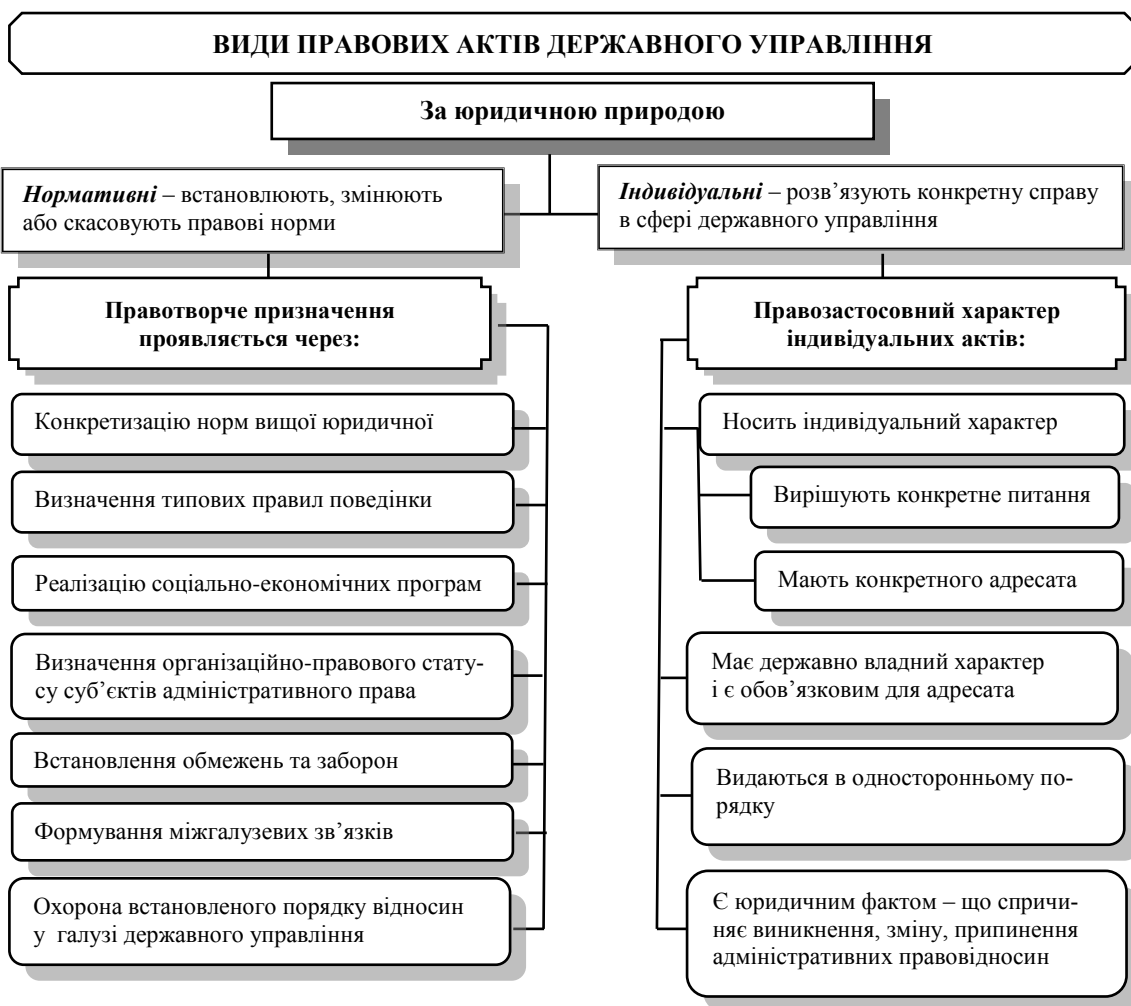 ВИДИ ПРАВОВИХ АКТІВ ДЕРЖАВНОГО УПРАВЛІННЯ
За юридичною природою
Нормативні – встановлюють, змінюють
або скасовують правові норми
Індивідуальні – розв’язують конкретну справу
в сфері державного управління
Правотворче призначення
проявляється через:
Конкретизацію норм вищої юридичної
Визначення типових правил поведінки
Реалізацію соціально-економічних програм
Визначення організаційно-правового стату-
су суб’єктів адміністративного права
Встановлення обмежень та заборон
Формування міжгалузевих зв’язків
Охорона встановленого порядку відносин
у галузі державного управління
Правозастосовний характер
індивідуальних актів:
Носить індивідуальний характер
Вирішують конкретне питання
Мають конкретного адресата
Має державно владний характер
і є обов’язковим для адресата
Видаються в односторонньому по-
рядку
Є юридичним фактом – що спричи-
няє виникнення, зміну, припинення
адміністративних правовідносин